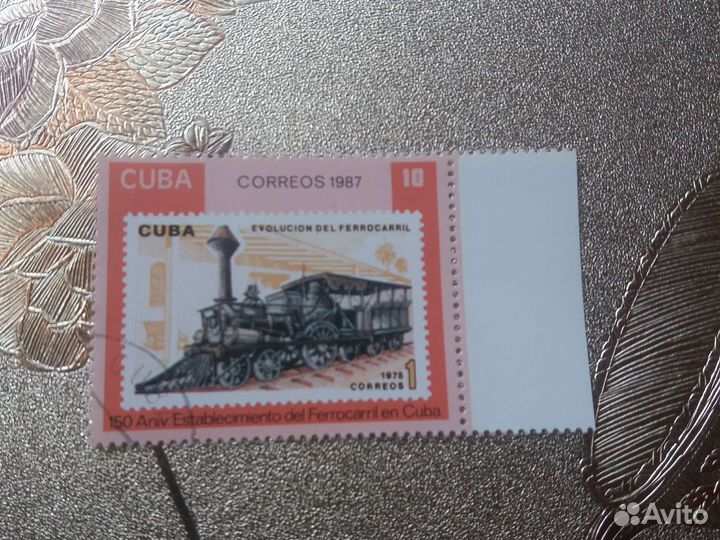 CUBA CORREOS 1987 10
CUBA EVOLUCION DEL FERROCARRIL
1975
CORREOS 1
150 Aniv. Establecimiento del Ferrocarril en Cuba
Avito